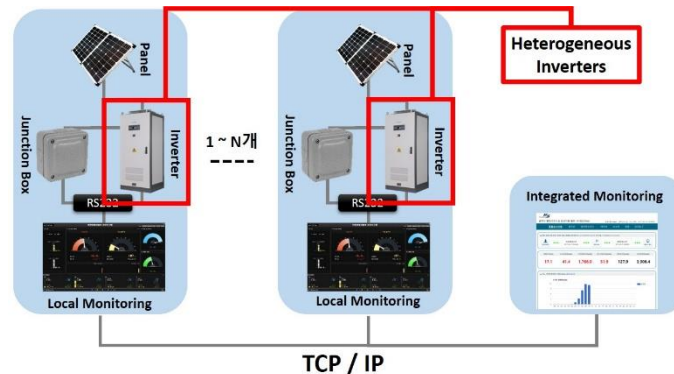 Panel
Junction Box
Inverter
RS232
Local Monitoring
1 ~ N개
Panel
Junction Box
Inverter
RS232
Local Monitoring
Heterogeneous
Inverters
Integrated Monitoring
TCP / IP